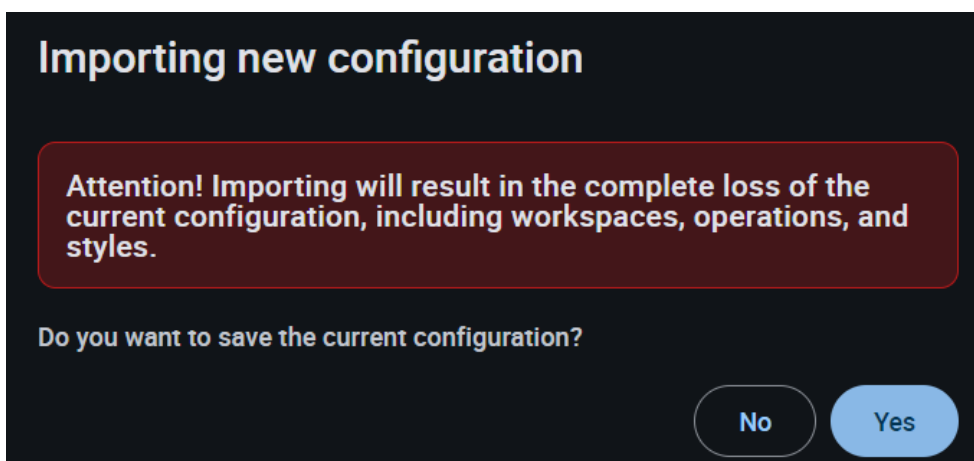 Importing new configuration
Attention! Importing will result in the complete loss of the
current configuration, including workspaces, operations, and
styles.
Do you want to save the current configuration?
No
Yes